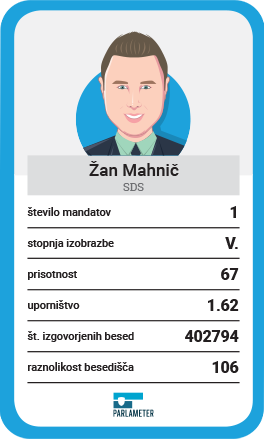 Žan Mahnič
SDS
število mandatov 1
stopnja izobrazbe V.
prisotnost 67
uporništvo 1.62
št. izgovorjenih besed 402794
raznolikost besedišča 106
PARLAMETER